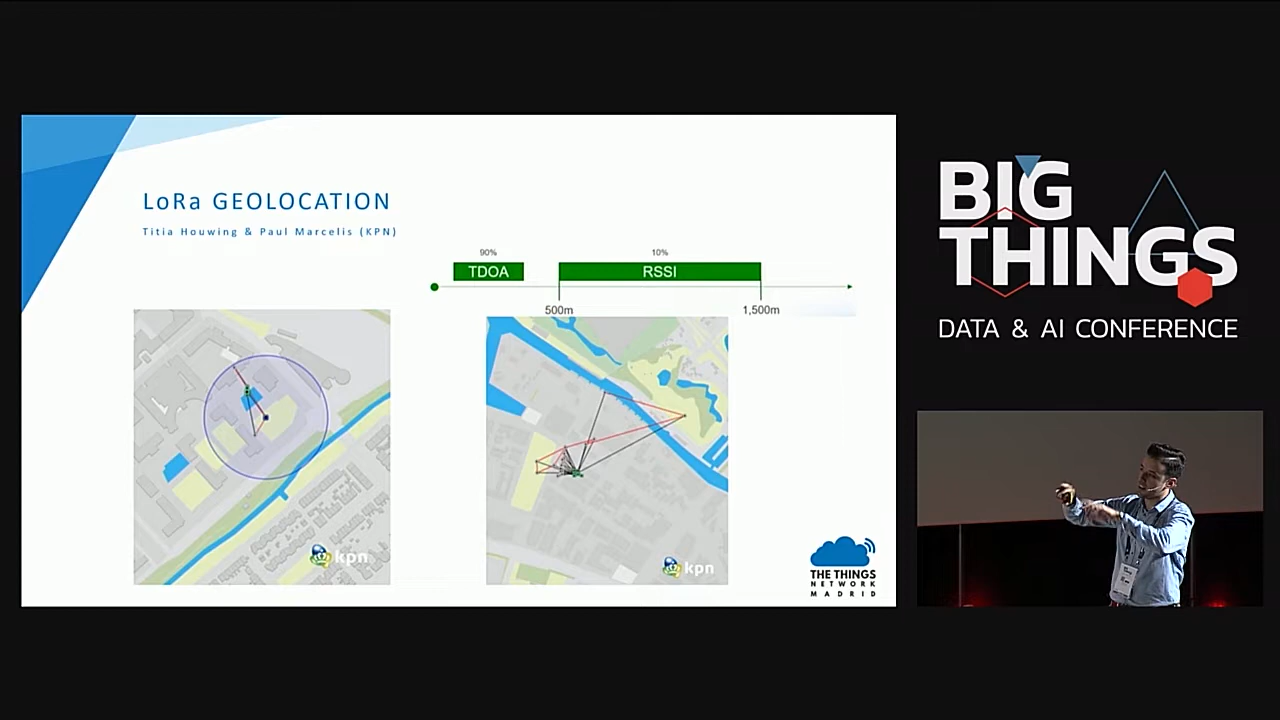 LoRa GEOLOCATION
Titia Houwing & Paul Marcelis (KPN)
90%
10%
TDOA
RSSI
500m
1,500m
kpn
kpn
THE THINGS
NETWORK
MADRID
BIG
THINGS
DATA & AI CONFERENCE